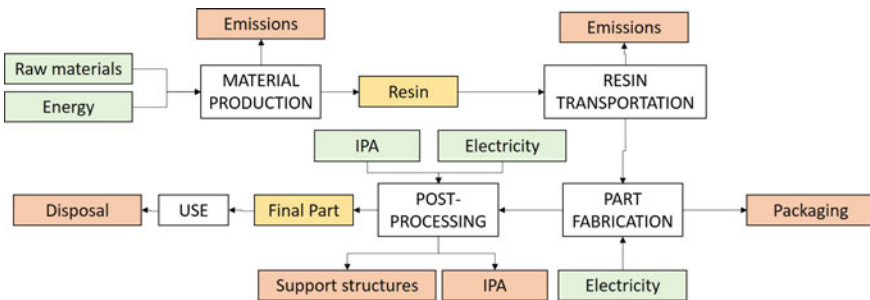 Emissions
Emissions
Raw materials
Energy
MATERIAL
PRODUCTION
Resin
RESIN
TRANSPORTATION
IPA
Electricity
Disposal
USE
Final Part
POST-
PROCESSING
PART
FABRICATION
Packaging
Support structures
IPA
Electricity